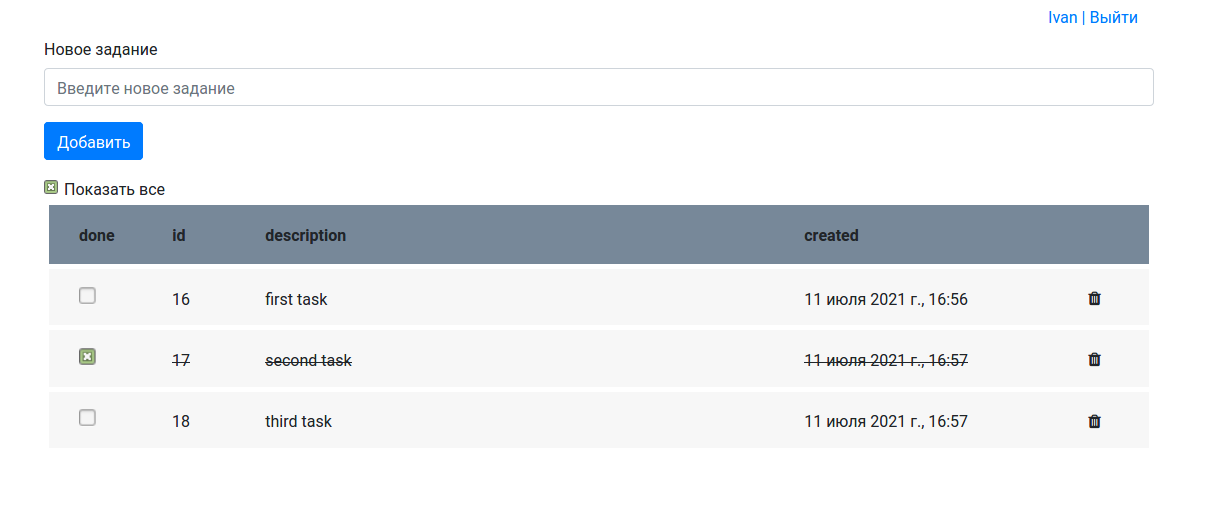 Ivan | Выйти
Новое задание
Введите новое задание
Добавить
Показать все
done id description created
16 first task 11 июля 2021 г., 16:56
17 second task 11 июля 2021 г., 16:57
18 third task 11 июля 2021 г., 16:57